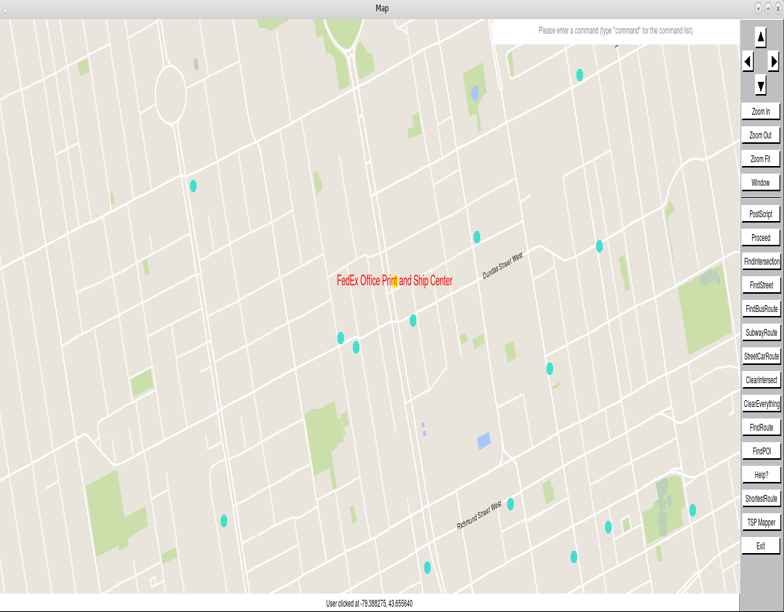 Map
Please enter a command (type "command" for the command list)
Zoom In
Zoom Out
Zoom Fit
Window
PostScript
Proceed
FindIntersection
FindStreet
FindBusRoute
SubwayRoute
StreetCarRoute
ClearIntersect
ClearEverything
FindRoute
FindPOI
Help?
ShortestRoute
TSP Mapper
Exit
Dundas Street West
FedEx Office Print and Ship Center
Richmond Street West
User clicked at -79.388275, 43.655640